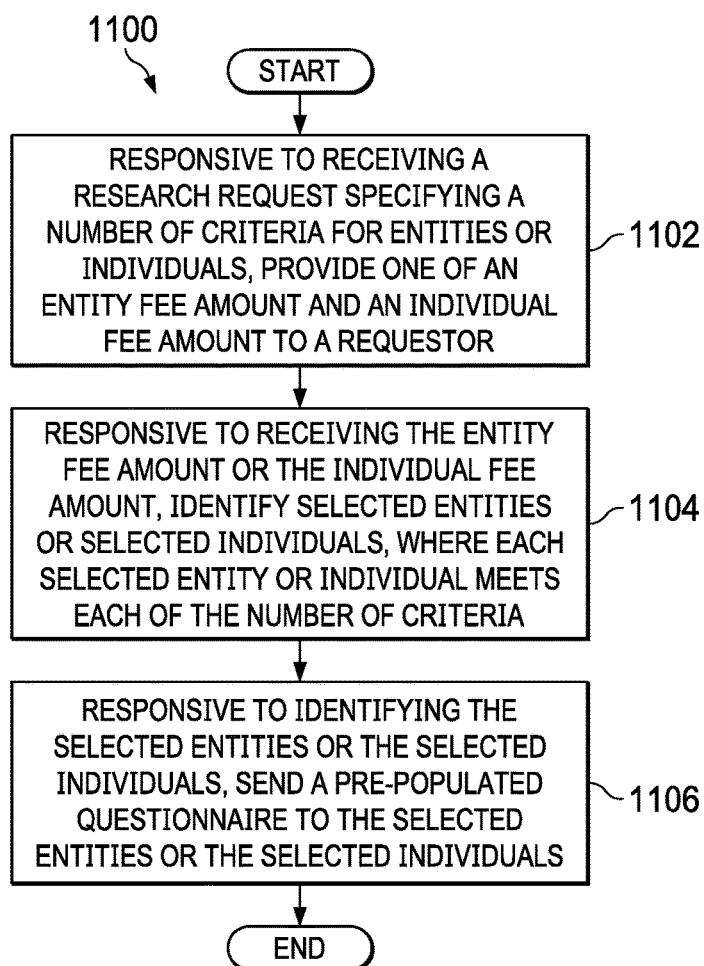 1100
START
RESPONSIVE TO RECEIVING A
RESEARCH REQUEST SPECIFYING A
NUMBER OF CRITERIA FOR ENTITIES OR
INDIVIDUALS, PROVIDE ONE OF AN
ENTITY FEE AMOUNT AND AN INDIVIDUAL
FEE AMOUNT TO A REQUESTOR
1102
RESPONSIVE TO RECEIVING THE ENTITY
FEE AMOUNT OR THE INDIVIDUAL FEE
AMOUNT, IDENTIFY SELECTED ENTITIES
OR SELECTED INDIVIDUALS, WHERE EACH
SELECTED ENTITY OR INDIVIDUAL MEETS
EACH OF THE NUMBER OF CRITERIA
1104
RESPONSIVE TO IDENTIFYING THE
SELECTED ENTITIES OR THE SELECTED
INDIVIDUALS, SEND A PRE-POPULATED
QUESTIONNAIRE TO THE SELECTED
ENTITIES OR THE SELECTED INDIVIDUALS
1106
END